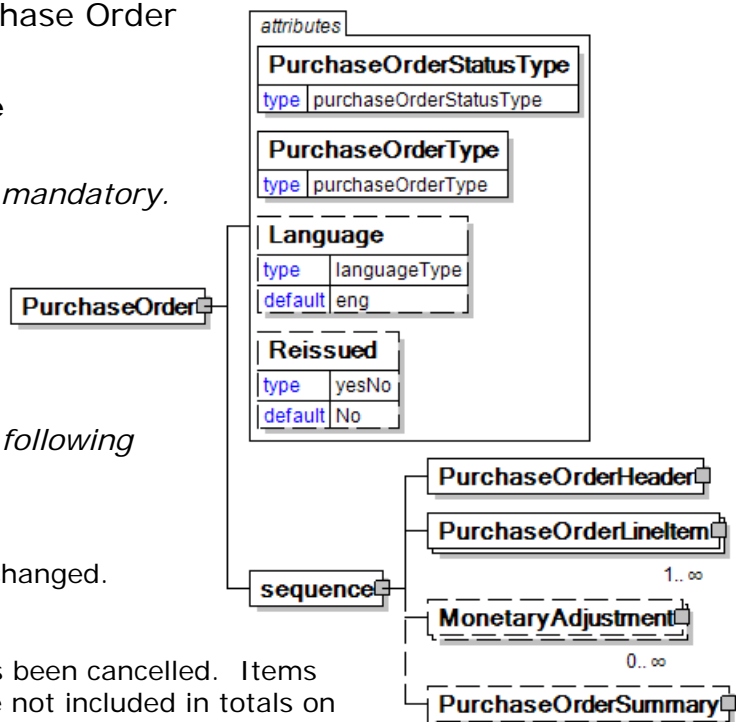 hase Order
e
mandatory.
following
hanged.
s been cancelled. Items
e not included in totals on
attributes
PurchaseOrderStatusType
type purchaseOrderStatusType
PurchaseOrderType
type purchaseOrderType
Language
type languageType
default eng
Reissued
type yesNo
default No
PurchaseOrder
sequence
PurchaseOrderHeader
PurchaseOrderLineItem
1.. ∞
MonetaryAdjustment
0.. ∞
PurchaseOrderSummary